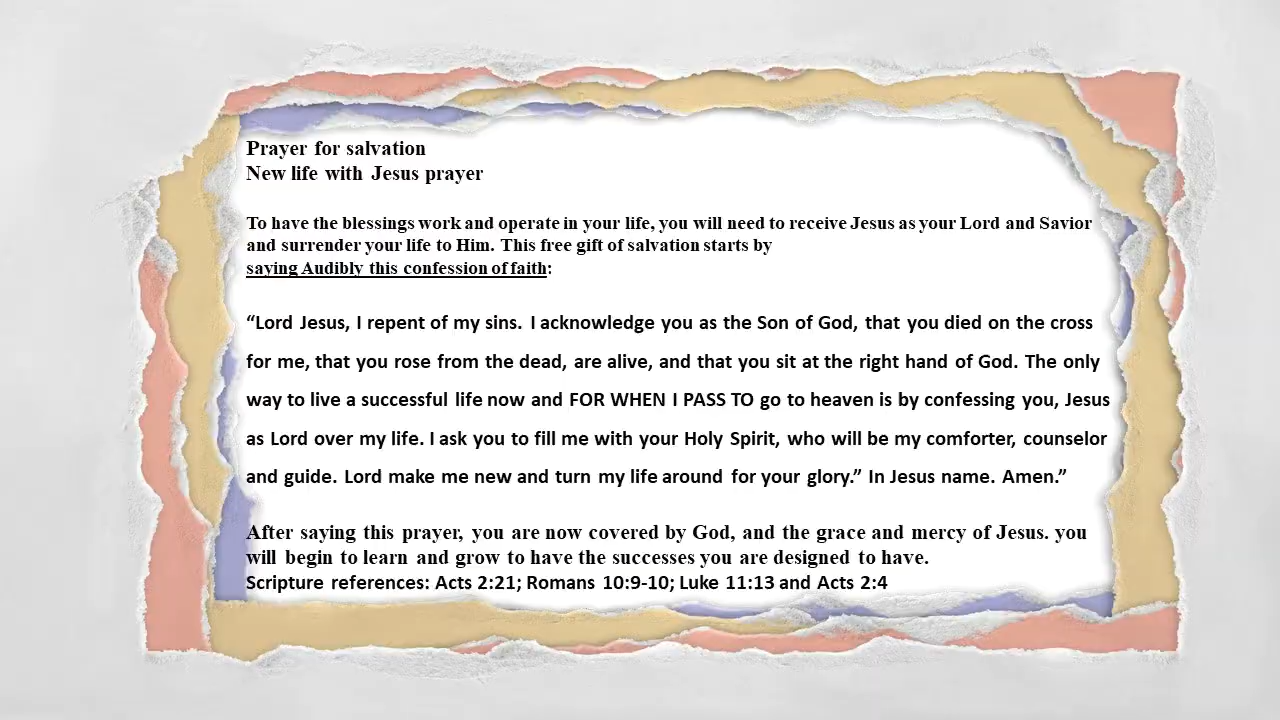 Prayer for salvation
New life with Jesus prayer
To have the blessings work and operate in your life, you will need to receive Jesus as your Lord and Savior
and surrender your life to Him. This free gift of salvation starts by
saying Audibly this confession of faith:
“Lord Jesus, I repent of my sins. I acknowledge you as the Son of God, that you died on the cross
for me, that you rose from the dead, are alive, and that you sit at the right hand of God. The only
way to live a successful life now and FOR WHEN I PASS TO go to heaven is by confessing you, Jesus
as Lord over my life. I ask you to fill me with your Holy Spirit, who will be my comforter, counselor
and guide. Lord make me new and turn my life around for your glory.” In Jesus name. Amen.”
After saying this prayer, you are now covered by God, and the grace and mercy of Jesus. you
will begin to learn and grow to have the successes you are designed to have.
Scripture references: Acts 2:21; Romans 10:9-10; Luke 11:13 and Acts 2:4